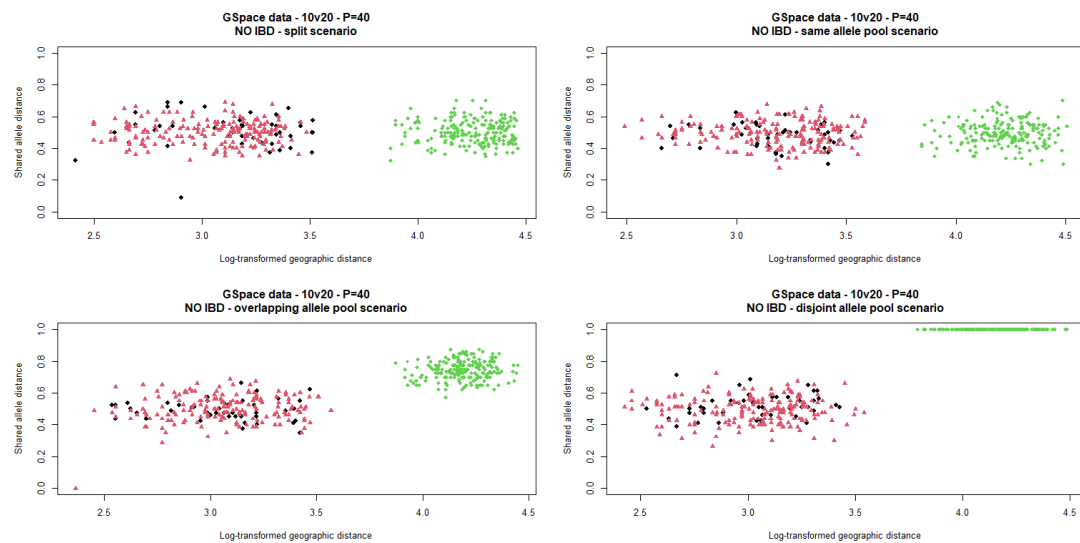 GSpace data - 10v20 - P=40
NO IBD - split scenario
Shared allele distance
0.0 0.2 0.4 0.6 0.8 1.0
2.5 3.0 3.5 4.0 4.5
Log-transformed geographic distance
GSpace data - 10v20 - P=40
NO IBD - same allele pool scenario
Shared allele distance
0.0 0.2 0.4 0.6 0.8 1.0
2.5 3.0 3.5 4.0 4.5
Log-transformed geographic distance
GSpace data - 10v20 - P=40
NO IBD - overlapping allele pool scenario
Shared allele distance
0.0 0.2 0.4 0.6 0.8 1.0
2.5 3.0 3.5 4.0 4.5
Log-transformed geographic distance
GSpace data - 10v20 - P=40
NO IBD - disjoint allele pool scenario
Shared allele distance
0.0 0.2 0.4 0.6 0.8 1.0
2.5 3.0 3.5 4.0 4.5
Log-transformed geographic distance